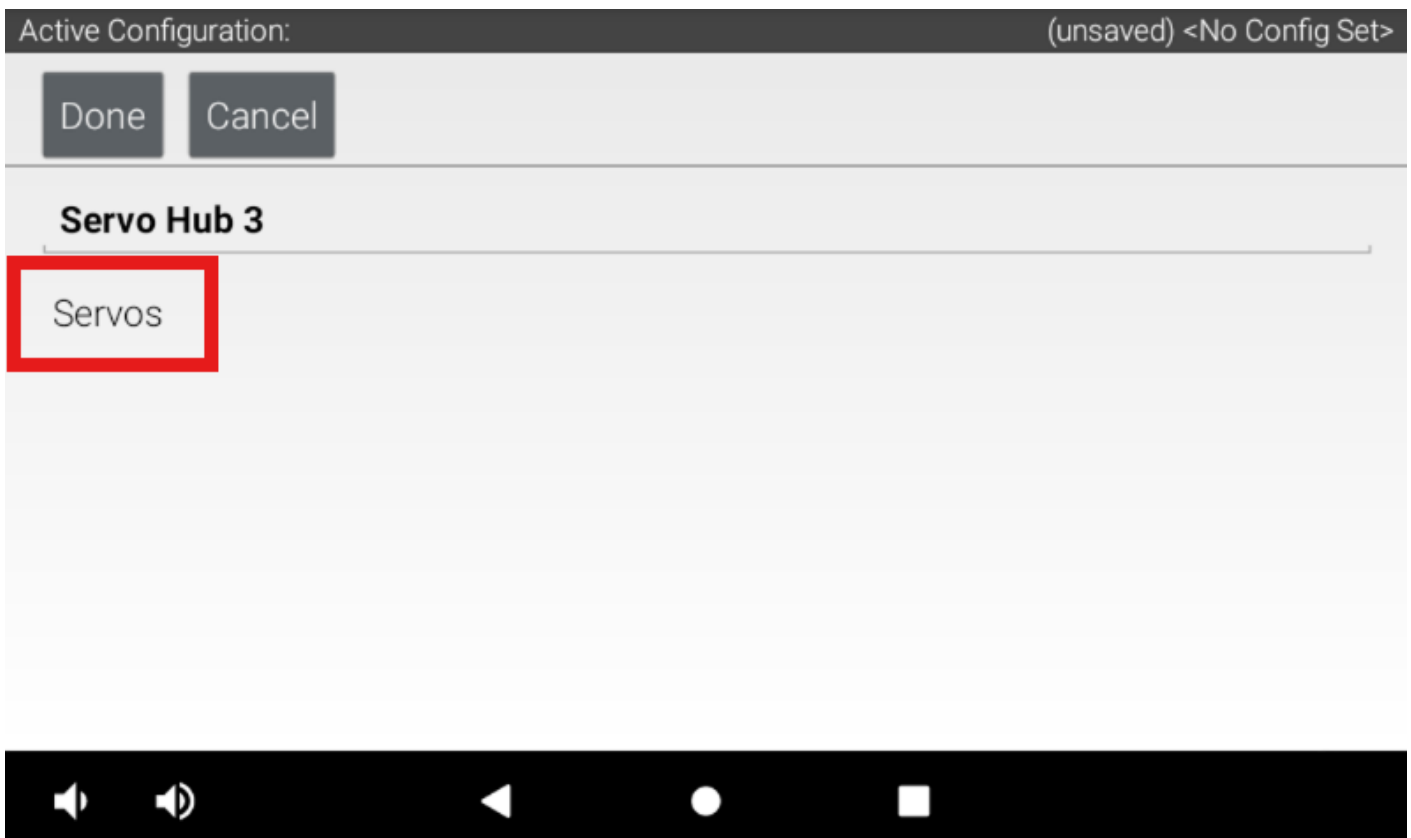 Active Configuration: (unsaved) <No Config Set>
Done Cancel
Servo Hub 3
Servos